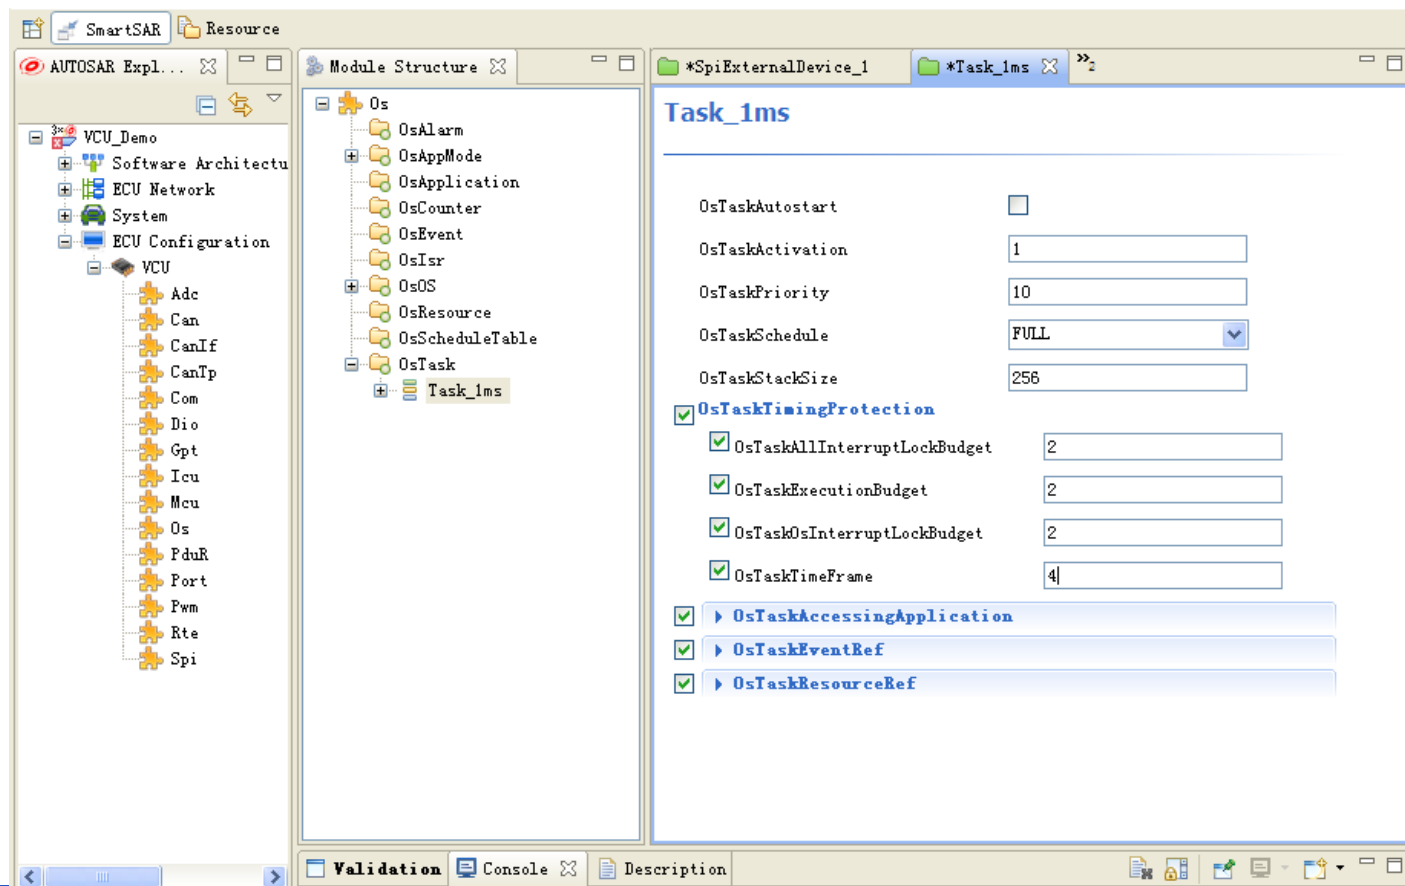 SmartSAR
Resource
AUTOSAR Expl...
VCU_Demo
Software Architectu
ECU Network
System
ECU Configuration
VCU
Adc
Can
CanIf
CanTp
Com
Dio
Gpt
Icu
Mcu
Os
PduR
Port
Pwm
Rte
Spi
Module Structure
Os
OsAlarm
OsAppMode
OsApplication
OsCounter
OsEvent
OsIsr
OsOS
OsResource
OsScheduleTable
OsTask
Task_1ms
*SpiExternalDevice_1
*Task_1ms
»2
Task_1ms
OsTaskAutostart
OsTaskActivation 1
OsTaskPriority 10
OsTaskSchedule FULL
OsTaskStackSize 256
OsTaskTimingProtection
OsTaskAllInterruptLockBudget 2
OsTaskExecutionBudget 2
OsTaskOsInterruptLockBudget 2
OsTaskTimeFrame 4
OsTaskAccessingApplication
OsTaskEventRef
OsTaskResourceRef
Validation
Console
Description